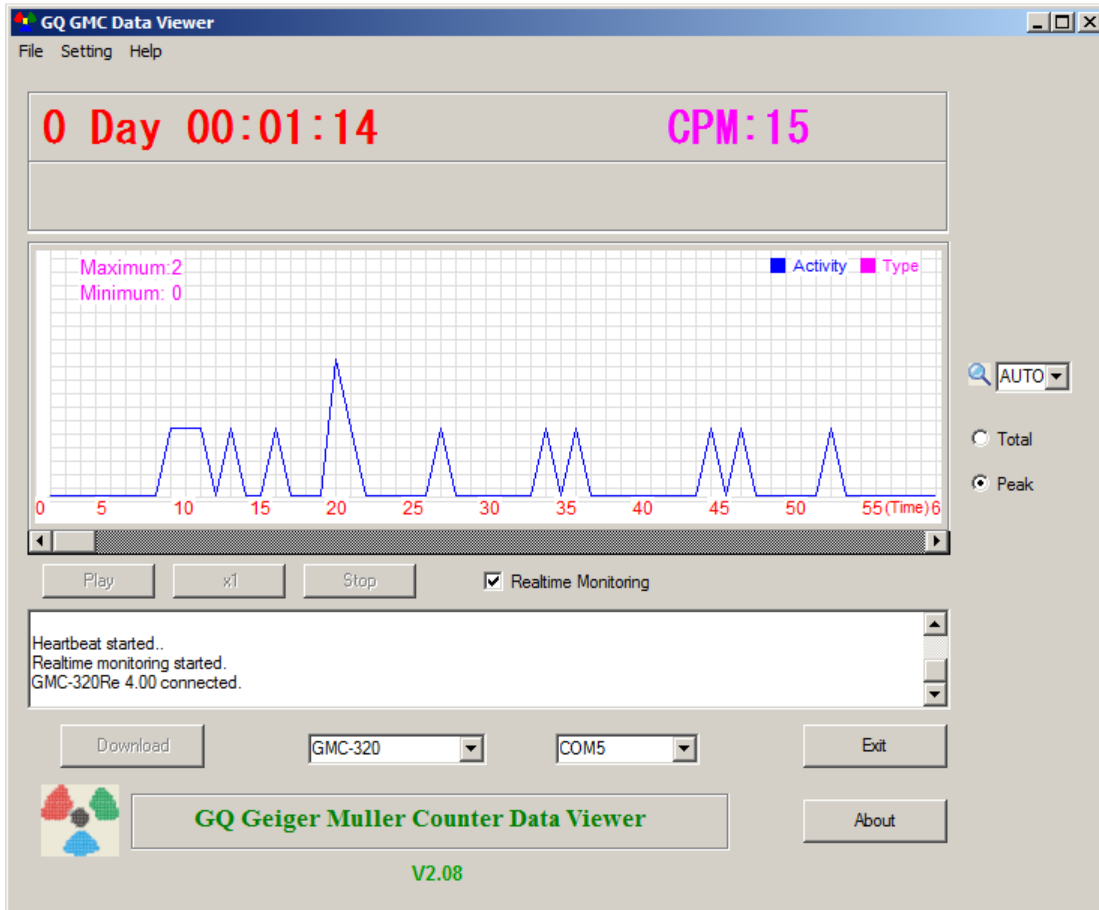 GQ GMC Data Viewer
File Setting Help
0 Day 00:01:14 CPM:15
Maximum:2
Minimum: 0
Activity Type
AUTO
Total
Peak
0 5 10 15 20 25 30 35 40 45 50 55(Time)6
Play x1 Stop Realtime Monitoring
Heartbeat started..
Realtime monitoring started.
GMC-320Re 4.00 connected.
Download GMC-320 COM5 Exit
GQ Geiger Muller Counter Data Viewer About
V2.08